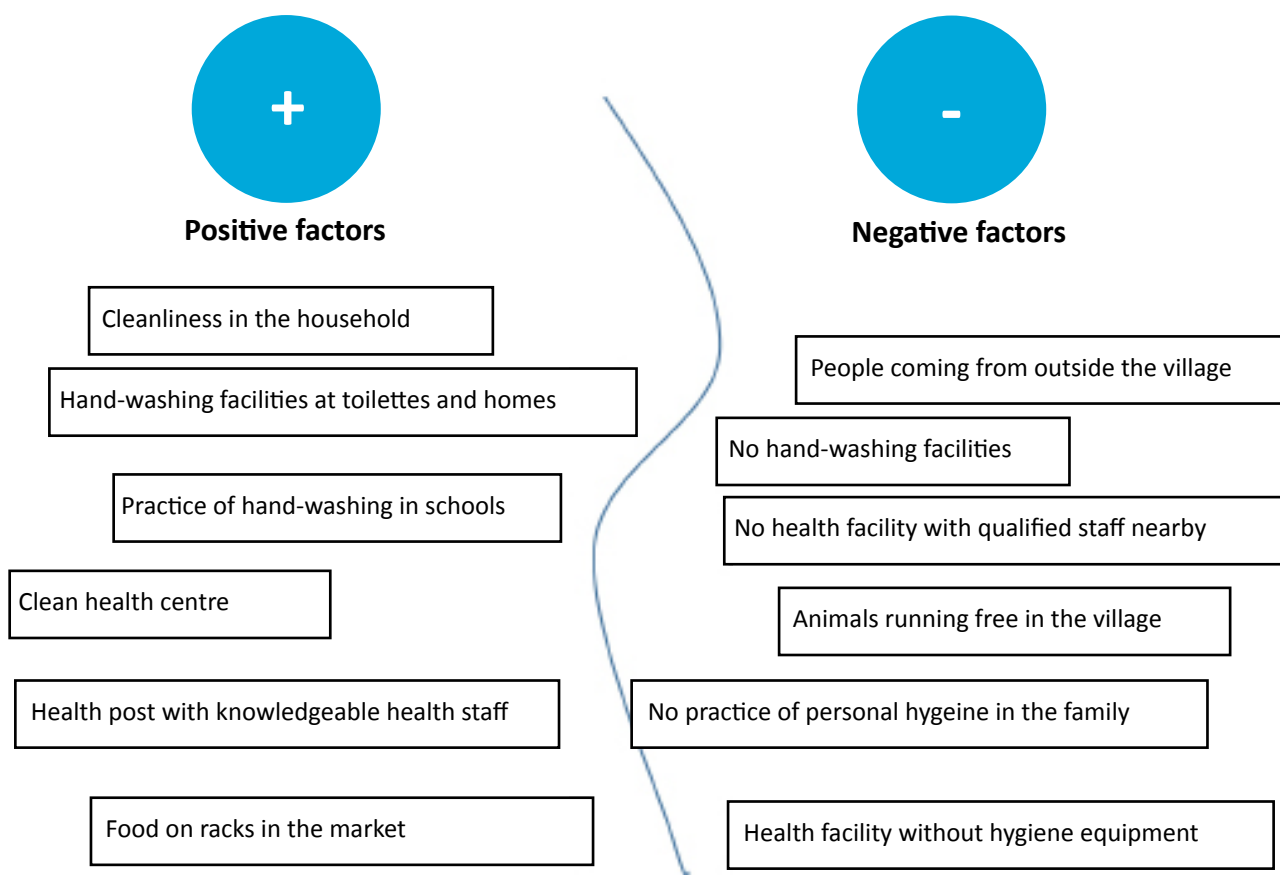 +
Positive factors
Cleanliness in the household
Hand-washing facilities at toilettes and homes
Practice of hand-washing in schools
Clean health centre
Health post with knowledgeable health staff
Food on racks in the market
-
Negative factors
People coming from outside the village
No hand-washing facilities
No health facility with qualified staff nearby
Animals running free in the village
No practice of personal hygeine in the family
Health facility without hygiene equipment